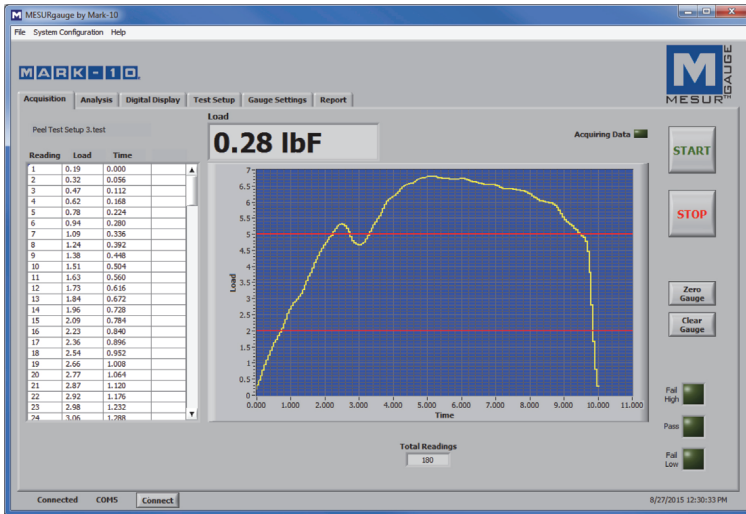 MESURgauge by Mark-10
File System Configuration Help
MARK-10
MESURGAUGE
Acquisition Analysis Digital Display Test Setup Gauge Settings Report
Peel Test Setup 3.test
Load
0.28 lbF
Acquiring Data
START
STOP
Zero
Gauge
Clear
Gauge
Fail
High
Pass
Fail
Low
Reading Load Time
1 0.19 0.000
2 0.32 0.056
3 0.47 0.112
4 0.62 0.168
5 0.78 0.224
6 0.94 0.280
7 1.09 0.336
8 1.24 0.392
9 1.38 0.448
10 1.51 0.504
11 1.63 0.560
12 1.73 0.616
13 1.84 0.672
14 1.96 0.728
15 2.09 0.784
16 2.23 0.840
17 2.36 0.896
18 2.54 0.952
19 2.66 1.008
20 2.77 1.064
21 2.87 1.120
22 2.92 1.176
23 2.98 1.232
24 3.06 1.288
Load
7
6.5
6
5.5
5
4.5
4
3.5
3
2.5
2
1.5
1
0.5
0
0.000 1.000 2.000 3.000 4.000 5.000 6.000 7.000 8.000 9.000 10.000 11.000
Time
Total Readings
180
Connected COM5 Connect
8/27/2015 12:30:33 PM